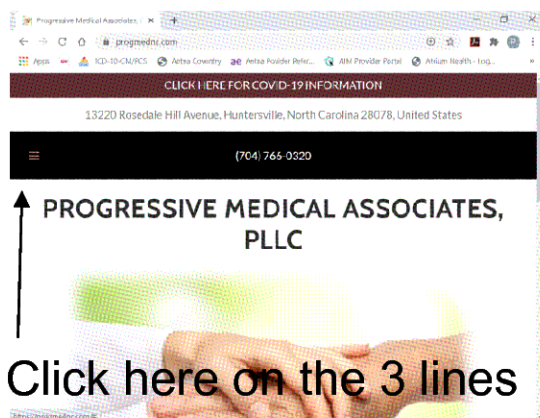 Progressive Medical Associates,
progmednc.com
Apps
ICD-10-CM/PCS
Aetna Coventry
Aetna Provider Refer...
AIM Provider Portal
Atrium Health - Log...
CLICK HERE FOR COVID-19 INFORMATION
13220 Rosedale Hill Avenue, Huntersville, North Carolina 28078, United States
(704) 766-0320
PROGRESSIVE MEDICAL ASSOCIATES,
PLLC
Click here on the 3 lines